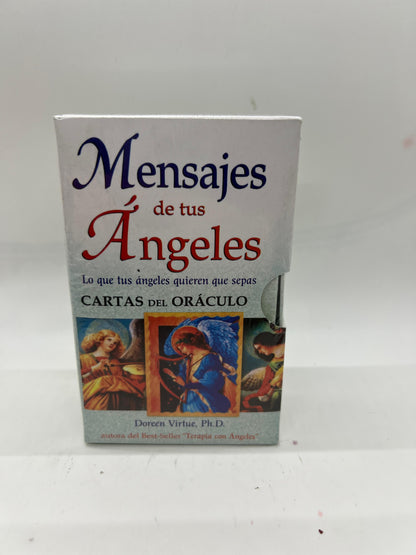 Mensajes
de tus
Ángeles
Lo que tus ángeles quieren que sepas
CARTAS DEL ORÁCULO
Doreen Virtue, Ph.D.
autora del Best-Seller "Terapia con Ángeles"